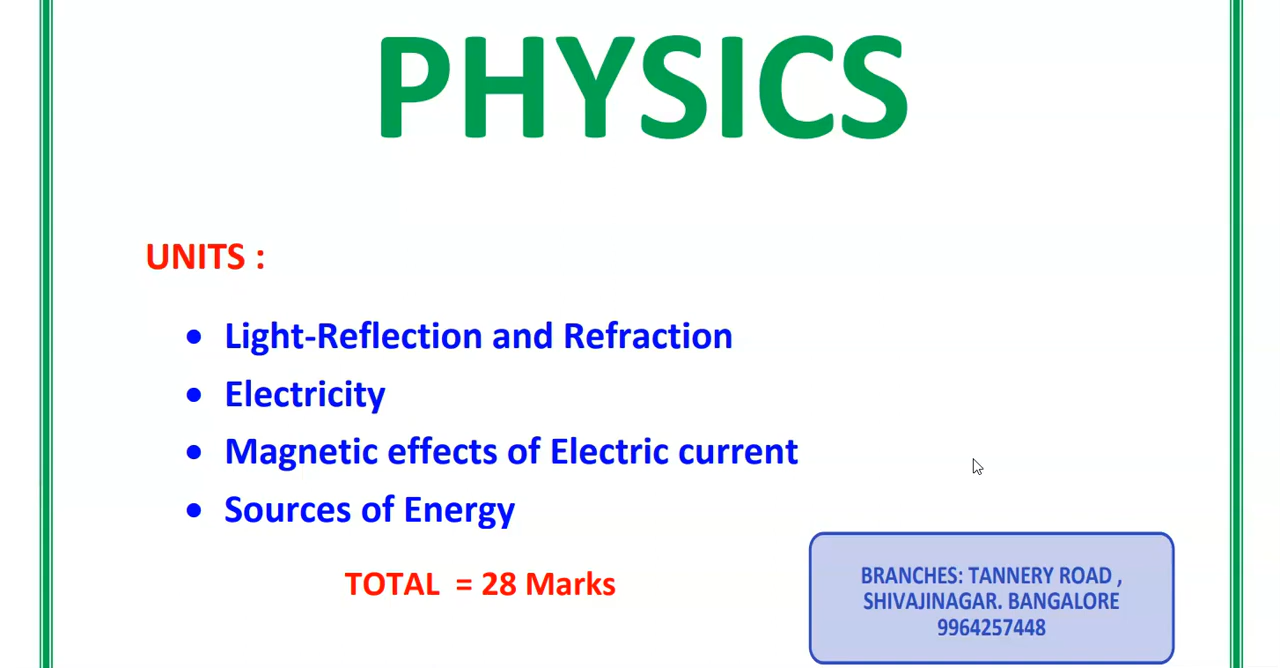 PHYSICS
UNITS :
• Light-Reflection and Refraction
• Electricity
• Magnetic effects of Electric current
• Sources of Energy
TOTAL = 28 Marks
BRANCHES: TANNERY ROAD ,
SHIVAJINAGAR. BANGALORE
9964257448